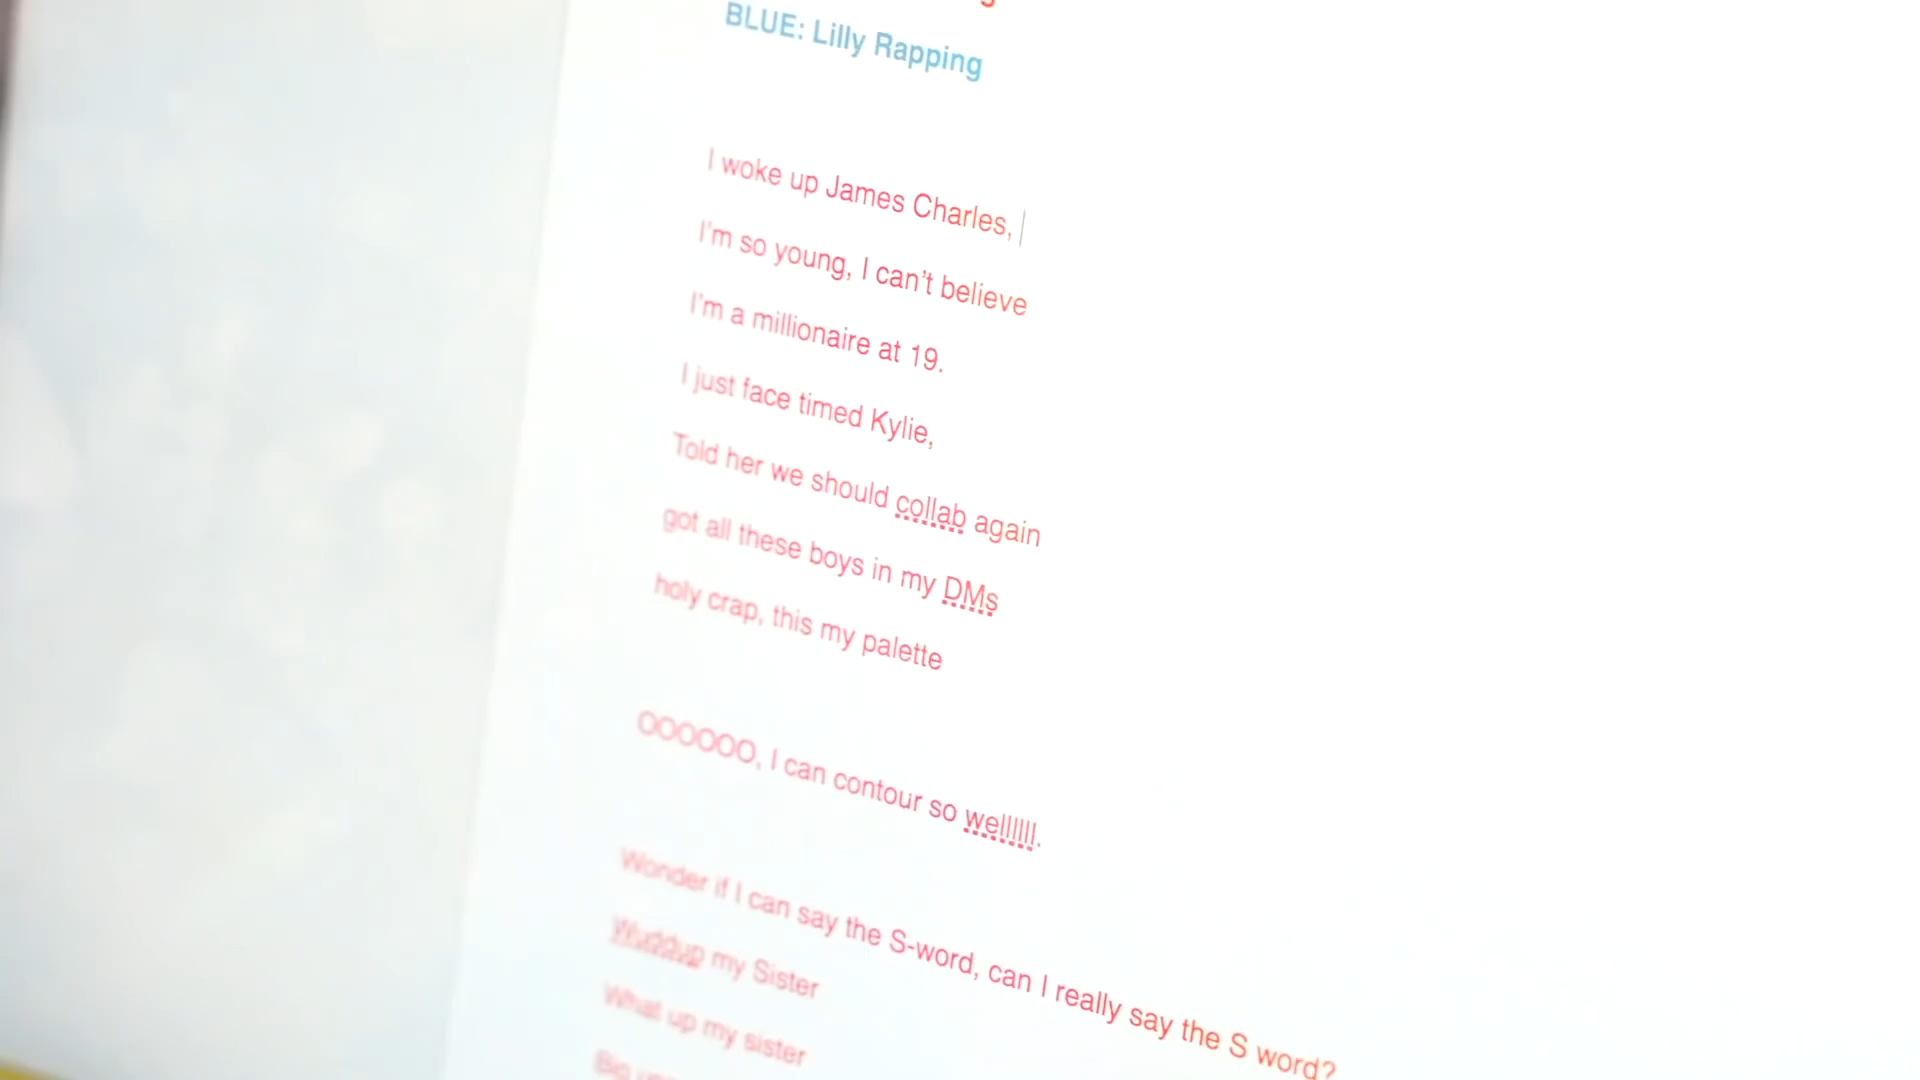 BLUE: Lilly Rapping
I woke up James Charles,
I'm so young, I can't believe
I'm a millionaire at 19.
I just face timed Kylie,
Told her we should collab again
got all these boys in my DMs
holy crap, this my palette
OOOOOO, I can contour so wellllll.
Wonder if I can say the S-word, can I really say the S word?
Wuddup my Sister
What up my sister
Big